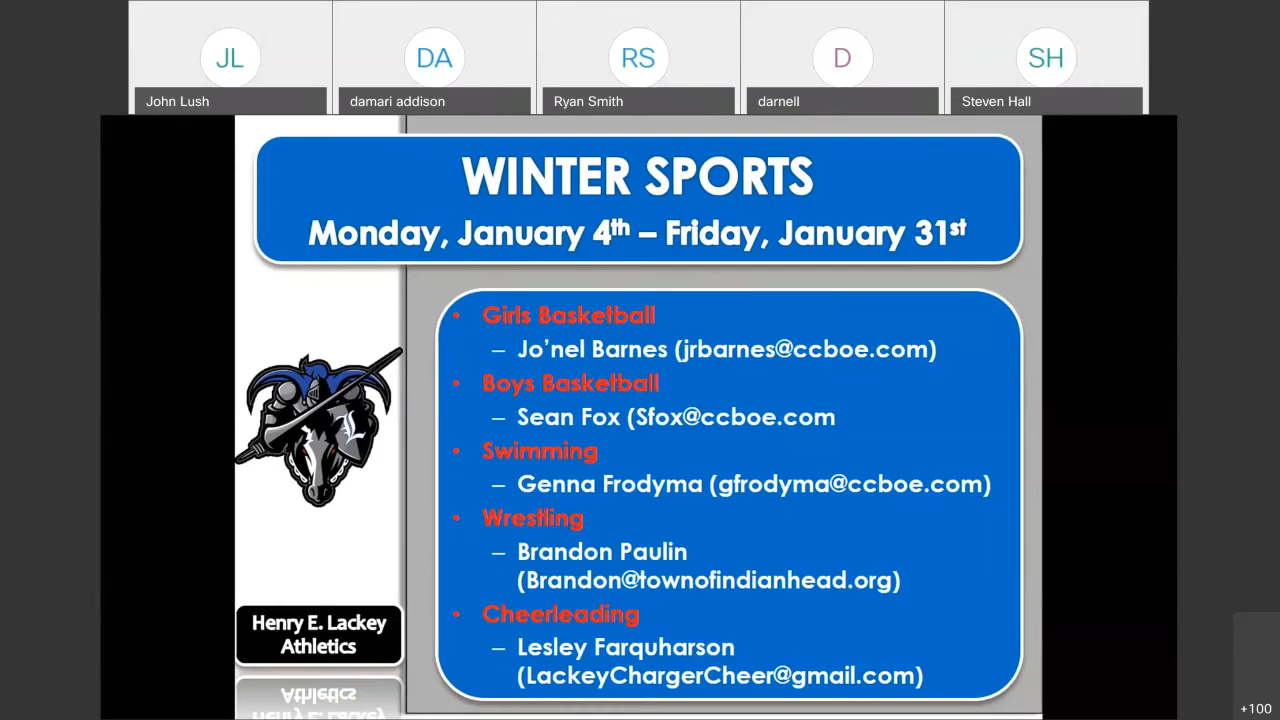 JL
DA
RS
D
SH
John Lush
damari addison
Ryan Smith
darnell
Steven Hall
WINTER SPORTS
Monday, January 4th – Friday, January 31st
• Girls Basketball
– Jo’nel Barnes (jrbarnes@ccboe.com)
• Boys Basketball
– Sean Fox (Sfox@ccboe.com
• Swimming
– Genna Frodyma (gfrodyma@ccboe.com)
• Wrestling
– Brandon Paulin
(Brandon@townofindianhead.org)
• Cheerleading
– Lesley Farquharson
(LackeyChargerCheer@gmail.com)
L
Henry E. Lackey
Athletics
Athletics
Henry E. Lackey
+100